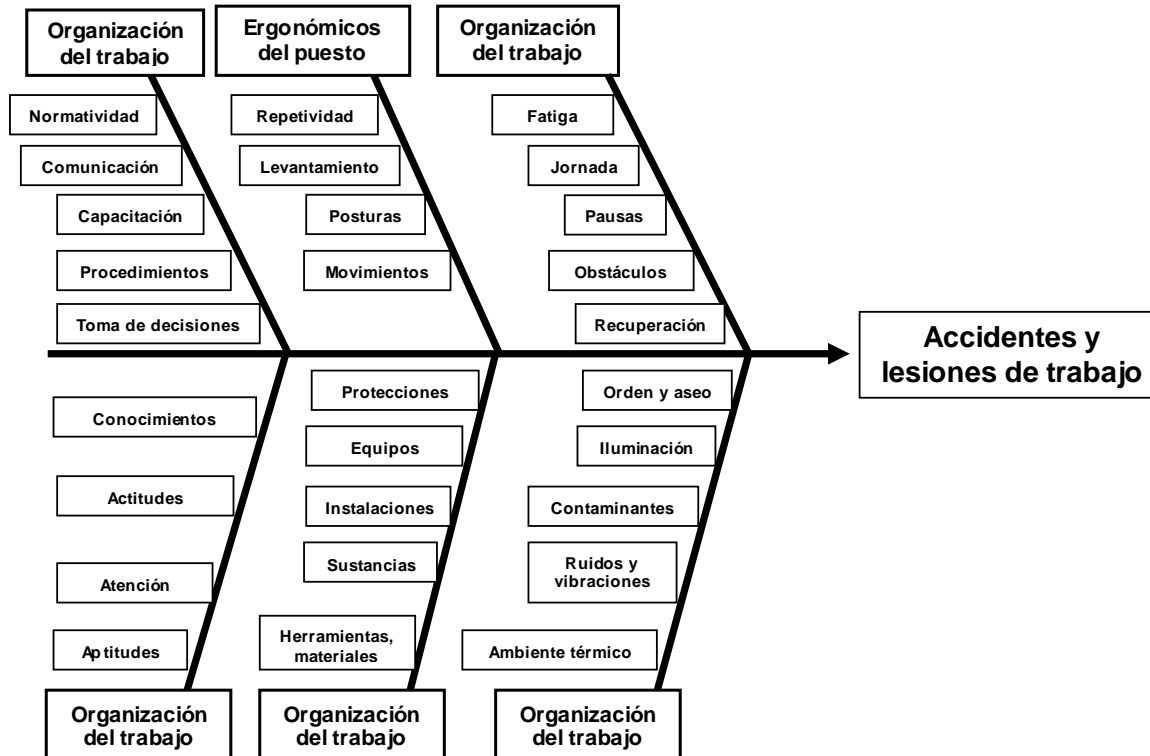 Organización
del trabajo
Ergonómicos
del puesto
Organización
del trabajo
Normatividad
Comunicación
Capacitación
Procedimientos
Toma de decisiones
Repetividad
Levantamiento
Posturas
Movimientos
Fatiga
Jornada
Pausas
Obstáculos
Recuperación
Accidentes y
lesiones de trabajo
Conocimientos
Actitudes
Atención
Aptitudes
Organización
del trabajo
Protecciones
Equipos
Instalaciones
Sustancias
Herramientas,
materiales
Organización
del trabajo
Orden y aseo
Iluminación
Contaminantes
Ruidos y
vibraciones
Ambiente térmico
Organización
del trabajo